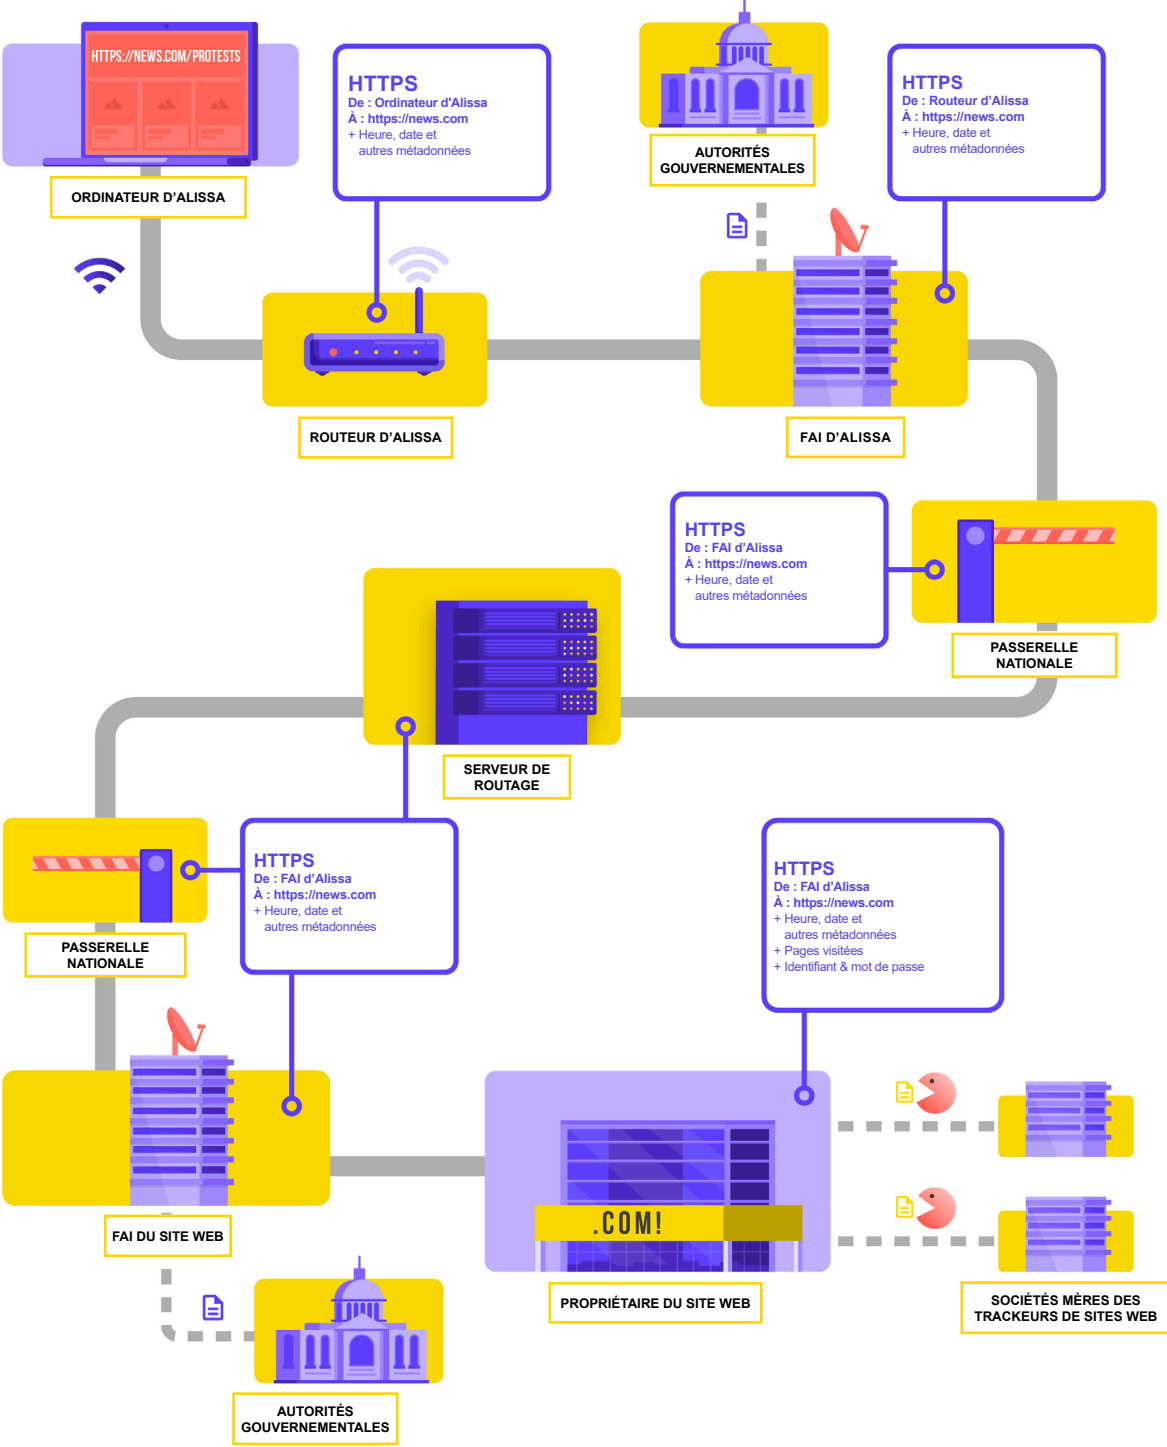 HTTPS://NEWS.COM/PROTESTS
ORDINATEUR D'ALISSA
HTTPS
De : Ordinateur d'Alissa
À : https://news.com
+ Heure, date et
autres métadonnées
AUTORITÉS
GOUVERNEMENTALES
HTTPS
De : Routeur d'Alissa
À : https://news.com
+ Heure, date et
autres métadonnées
ROUTEUR D'ALISSA
FAI D'ALISSA
HTTPS
De : FAI d'Alissa
À : https://news.com
+ Heure, date et
autres métadonnées
PASSERELLE
NATIONALE
SERVEUR DE
ROUTAGE
HTTPS
De : FAI d'Alissa
À : https://news.com
+ Heure, date et
autres métadonnées
PASSERELLE
NATIONALE
HTTPS
De : FAI d'Alissa
À : https://news.com
+ Heure, date et
autres métadonnées
+ Pages visitées
+ Identifiant & mot de passe
FAI DU SITE WEB
.COM!
PROPRIÉTAIRE DU SITE WEB
SOCIÉTÉS MÈRES DES
TRACKEURS DE SITES WEB
AUTORITÉS
GOUVERNEMENTALES